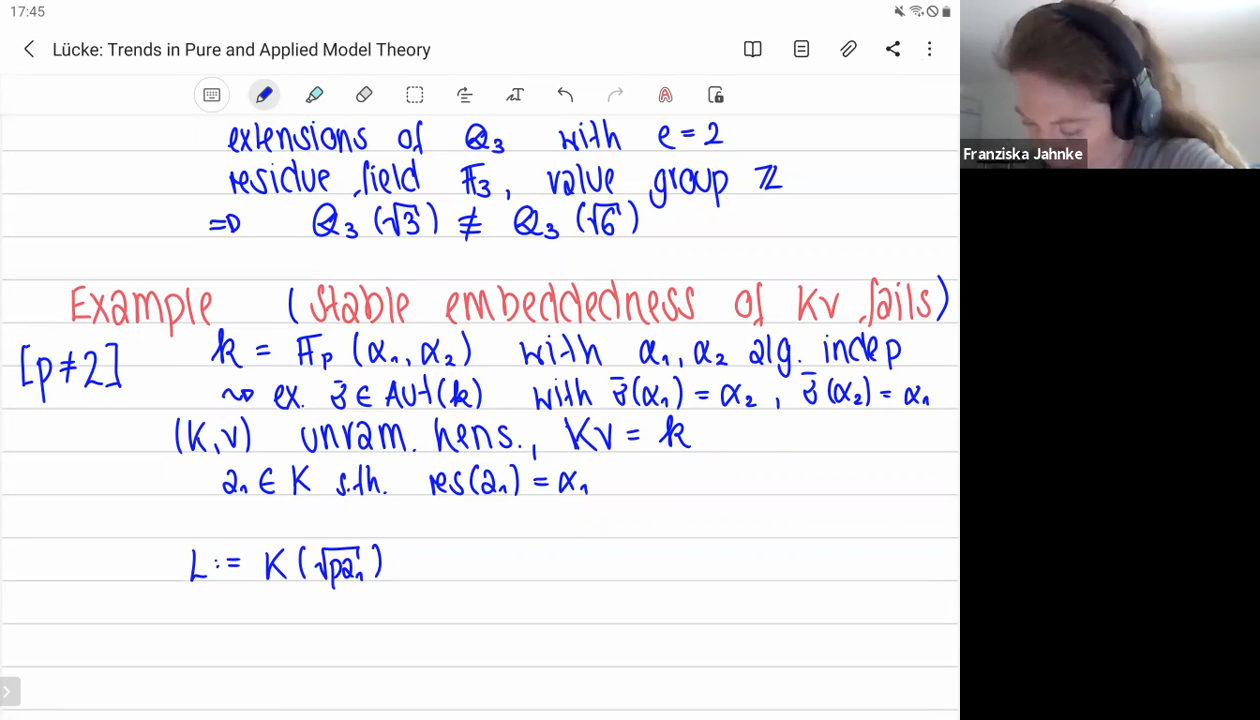 17:45
Lücke: Trends in Pure and Applied Model Theory
extensions of ℚ₃ with e = 2
residue field 𝔽₃, value group ℤ
⇒ ℚ₃(√3) ≢ ℚ₃(√6)
Example (stable embeddedness of Kv fails)
[p≠2] k = 𝔽ₚ(α₁, α₂) with α₁, α₂ alg. indep
⇝ ex. σ̄ ∈ Aut(k) with σ̄(α₁) = α₂, σ̄(α₂) = α₁
(K,v) unram. hens., Kv = k
a₁ ∈ K s.th. res(a₁) = α₁
L := K(√pa₁)
Franziska Jahnke